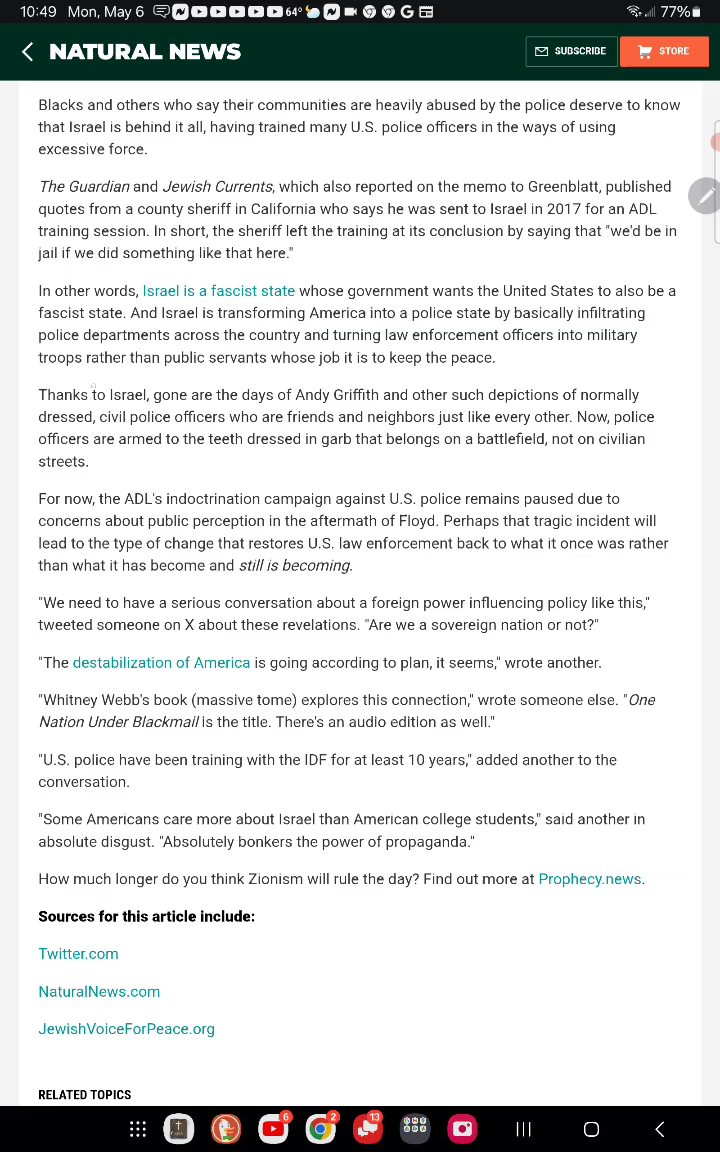 10:49 Mon, May 6 64° 77%
NATURAL NEWS SUBSCRIBE STORE
Blacks and others who say their communities are heavily abused by the police deserve to know
that Israel is behind it all, having trained many U.S. police officers in the ways of using
excessive force.
The Guardian and Jewish Currents, which also reported on the memo to Greenblatt, published
quotes from a county sheriff in California who says he was sent to Israel in 2017 for an ADL
training session. In short, the sheriff left the training at its conclusion by saying that "we'd be in
jail if we did something like that here."
In other words, Israel is a fascist state whose government wants the United States to also be a
fascist state. And Israel is transforming America into a police state by basically infiltrating
police departments across the country and turning law enforcement officers into military
troops rather than public servants whose job it is to keep the peace.
Thanks to Israel, gone are the days of Andy Griffith and other such depictions of normally
dressed, civil police officers who are friends and neighbors just like every other. Now, police
officers are armed to the teeth dressed in garb that belongs on a battlefield, not on civilian
streets.
For now, the ADL's indoctrination campaign against U.S. police remains paused due to
concerns about public perception in the aftermath of Floyd. Perhaps that tragic incident will
lead to the type of change that restores U.S. law enforcement back to what it once was rather
than what it has become and still is becoming.
"We need to have a serious conversation about a foreign power influencing policy like this,"
tweeted someone on X about these revelations. "Are we a sovereign nation or not?"
"The destabilization of America is going according to plan, it seems," wrote another.
"Whitney Webb's book (massive tome) explores this connection," wrote someone else. "One
Nation Under Blackmail is the title. There's an audio edition as well."
"U.S. police have been training with the IDF for at least 10 years," added another to the
conversation.
"Some Americans care more about Israel than American college students," said another in
absolute disgust. "Absolutely bonkers the power of propaganda."
How much longer do you think Zionism will rule the day? Find out more at Prophecy.news.
Sources for this article include:
Twitter.com
NaturalNews.com
JewishVoiceForPeace.org
RELATED TOPICS
6 2 13